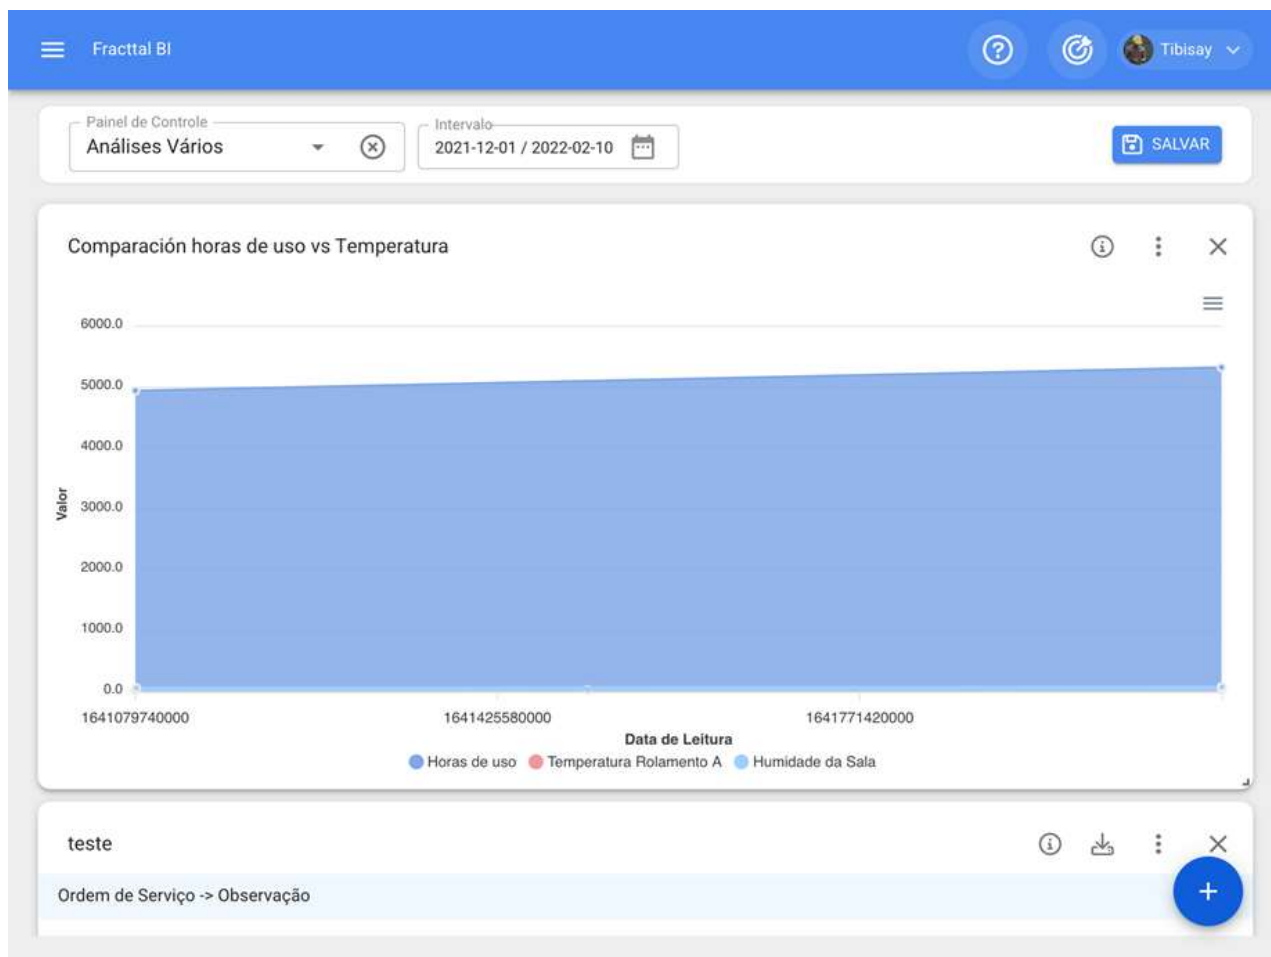 Fracttal BI
Tibisay
Painel de Controle
Análises Vários
Intervalo
2021-12-01 / 2022-02-10
SALVAR
Comparación horas de uso vs Temperatura
6000.0
5000.0
4000.0
3000.0
2000.0
1000.0
0.0
Valor
1641079740000 1641425580000 1641771420000
Data de Leitura
Horas de uso Temperatura Rolamento A Humidade da Sala
teste
Ordem de Serviço -> Observação